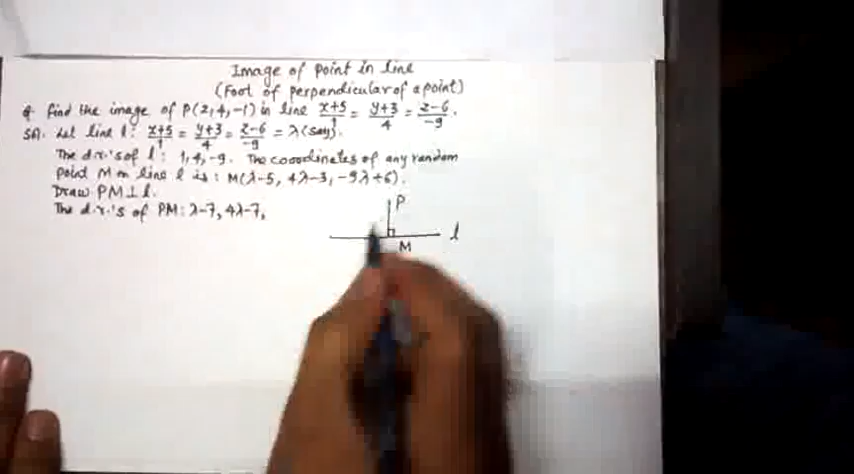 Image of point in line
(Foot of perpendicular of a point)
Q. find the image of P(2,4,-1) in line x+5/1 = y+3/4 = z-6/-9.
Sol. Let line l: x+5/1 = y+3/4 = z-6/-9 = λ(say).
The d.r.'s of l: 1,4,-9. The coordinates of any random
point M on line l is: M(λ-5, 4λ-3, -9λ+6).
Draw PM⊥l.
The d.r.'s of PM: λ-7, 4λ-7,
P
l
M